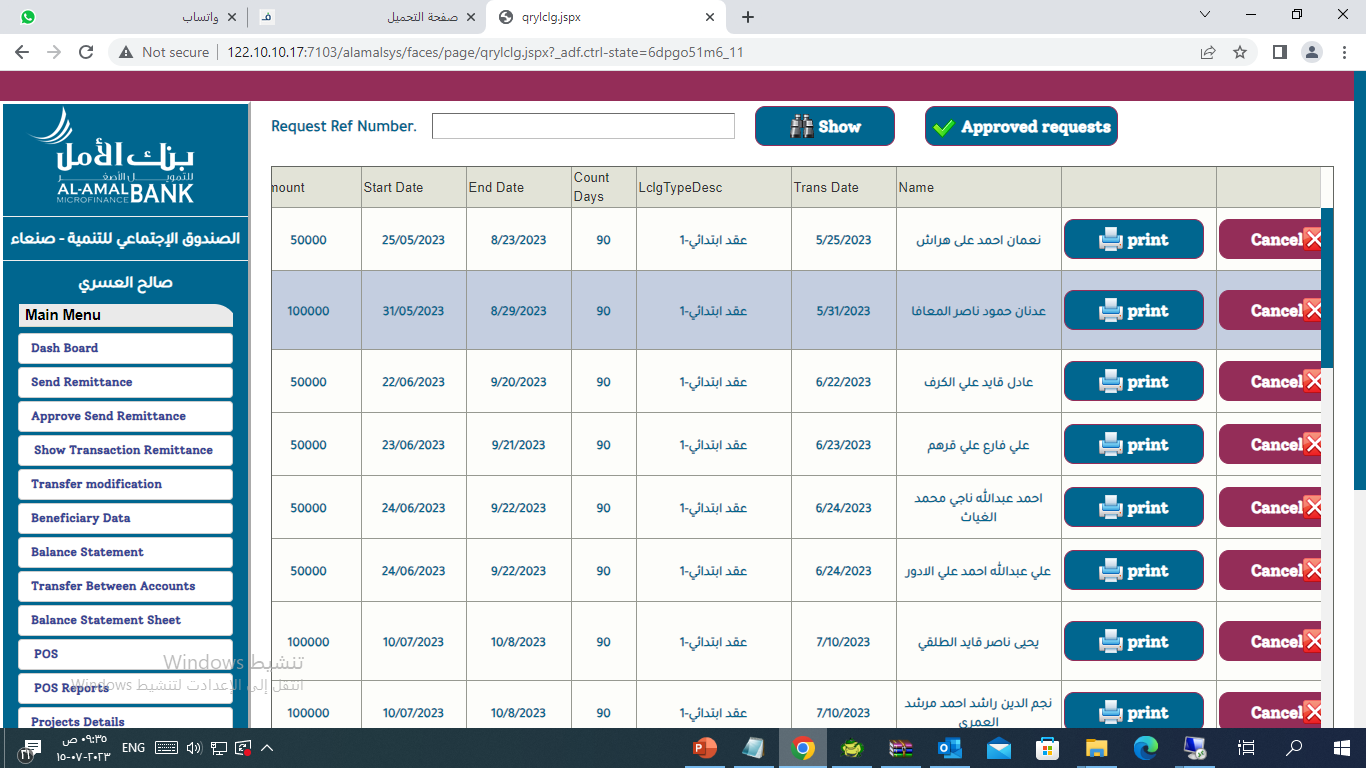 واتساب
صفحة التحميل
qrylclg.jspx
Not secure
122.10.10.17:7103/alamalsys/faces/page/qrylclg.jspx?_adf.ctrl-state=6dpgo51m6_11
بنك الأمل
للتمويل الأصغر
AL-AMAL BANK
MICROFINANCE
الصندوق الإجتماعي للتنمية - صنعاء
صالح العسري
Main Menu
Dash Board
Send Remittance
Approve Send Remittance
Show Transaction Remittance
Transfer modification
Beneficiary Data
Balance Statement
Transfer Between Accounts
Balance Statement Sheet
POS
POS Reports
Projects Details
Request Ref Number.
Show
Approved requests
mount Start Date End Date Count Days LclgTypeDesc Trans Date Name
50000 25/05/2023 8/23/2023 90 عقد ابتدائي-1 5/25/2023 نعمان احمد على هراش print Cancel
100000 31/05/2023 8/29/2023 90 عقد ابتدائي-1 5/31/2023 عدنان حمود ناصر المعافا print Cancel
50000 22/06/2023 9/20/2023 90 عقد ابتدائي-1 6/22/2023 عادل قايد علي الكرف print Cancel
50000 23/06/2023 9/21/2023 90 عقد ابتدائي-1 6/23/2023 علي فارع علي قرهم print Cancel
50000 24/06/2023 9/22/2023 90 عقد ابتدائي-1 6/24/2023 احمد عبدالله ناجي محمد الغياث print Cancel
50000 24/06/2023 9/22/2023 90 عقد ابتدائي-1 6/24/2023 علي عبدالله احمد علي الادور print Cancel
100000 10/07/2023 10/8/2023 90 عقد ابتدائي-1 7/10/2023 يحيى ناصر قايد الطلقي print Cancel
100000 10/07/2023 10/8/2023 90 عقد ابتدائي-1 7/10/2023 نجم الدين راشد احمد مرشد العمري print Cancel
تنشيط Windows
انتقل إلى الإعدادات لتنشيط Windows
ENG
٠٩:٣٥ ص
١٥-٠٧-٢٠٢٣